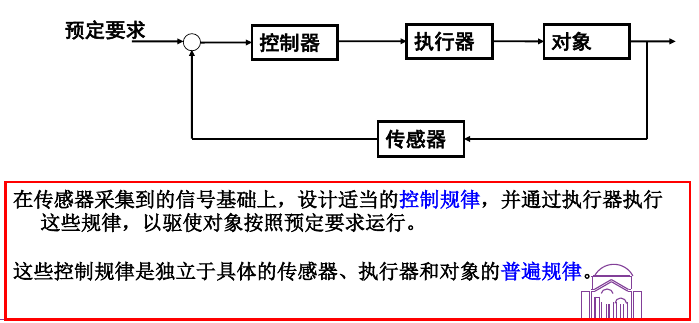 预定要求
控制器
执行器
对象
传感器
在传感器采集到的信号基础上，设计适当的控制规律，并通过执行器执行
这些规律，以驱使对象按照预定要求运行。
这些控制规律是独立于具体的传感器、执行器和对象的普遍规律。